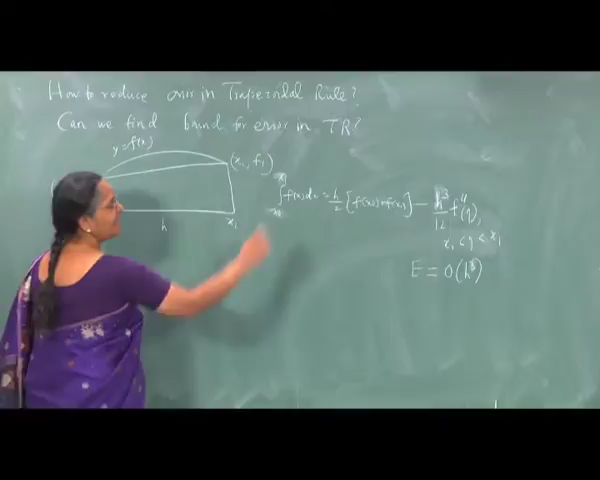 How to reduce error in Trapezoidal Rule?
Can we find bound for error in TR?
y=f(x)
(x₁, f₁)
∫f(x)dx = h/2 [f(x₀)+f(x₁)] − h³/12 f″(η),
x₀ < η < x₁
h
x₁
E = O(h³)